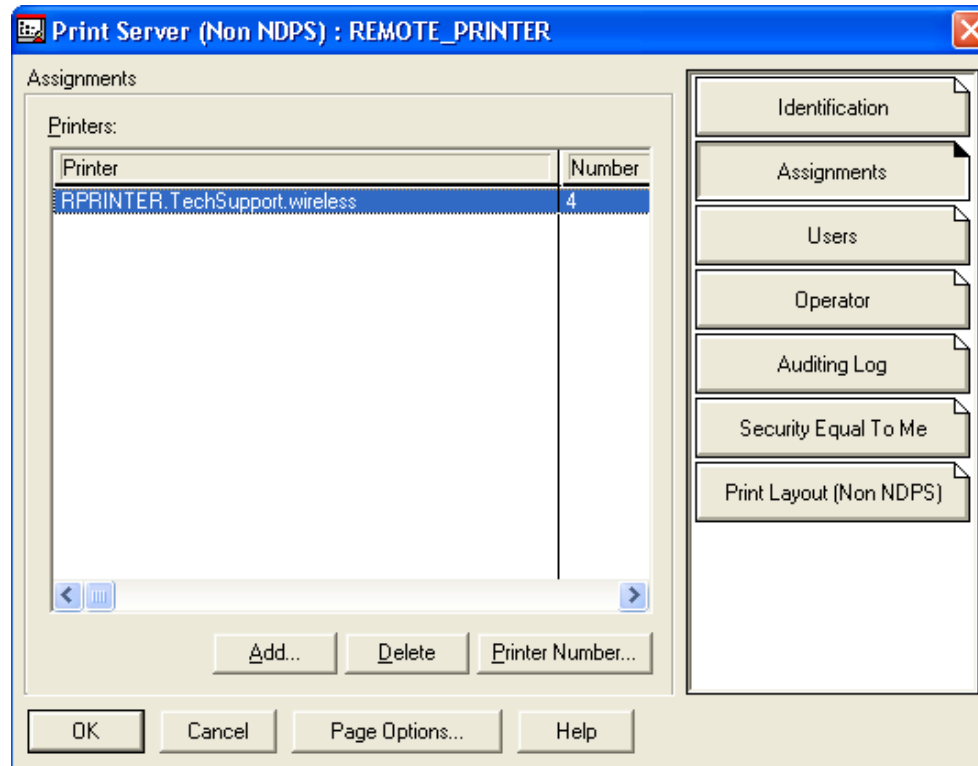 Print Server (Non NDPS) : REMOTE_PRINTER
Assignments
Printers:
Printer Number
RPRINTER.TechSupport.wireless 4
Add... Delete Printer Number...
OK Cancel Page Options... Help
Identification
Assignments
Users
Operator
Auditing Log
Security Equal To Me
Print Layout (Non NDPS)